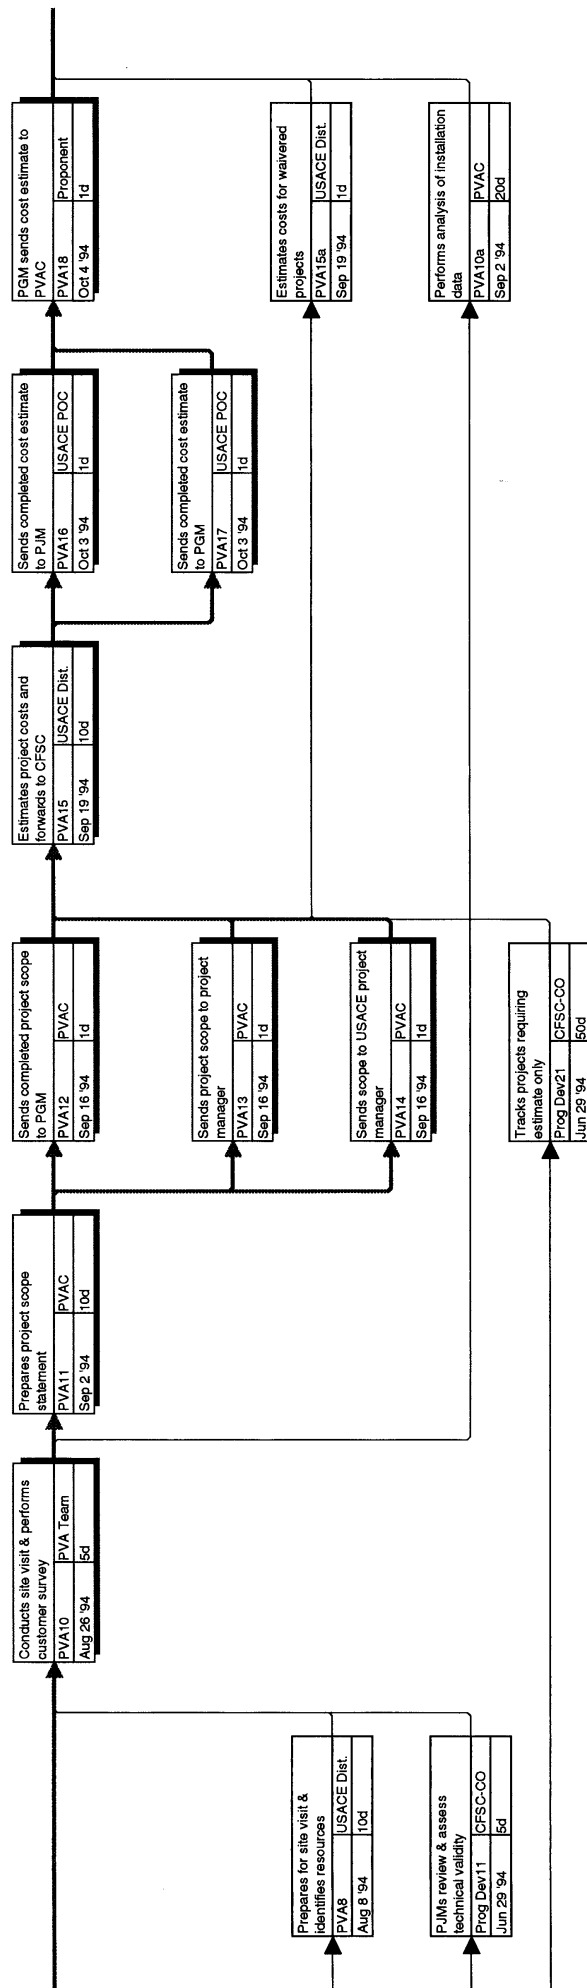 Conducts site visit & performs
customer survey
PVA10 PVA Team
Aug 26 '94 5d
Prepares project scope
statement
PVA11 PVAC
Sep 2 '94 10d
Sends completed project scope
to PGM
PVA12 PVAC
Sep 16 '94 1d
Estimates project costs and
forwards to CFSC
PVA15 USACE Dist.
Sep 19 '94 10d
Sends completed cost estimate
to PJM
PVA16 USACE POC
Oct 3 '94 1d
PGM sends cost estimate to
PVAC
PVA18 Proponent
Oct 4 '94 1d
Sends completed cost estimate
to PGM
PVA17 USACE POC
Oct 3 '94 1d
Sends project scope to project
manager
PVA13 PVAC
Sep 16 '94 1d
Estimates costs for waivered
projects
PVA15a USACE Dist.
Sep 19 '94 1d
Prepares for site visit &
identifies resources
PVA8 USACE Dist.
Aug 8 '94 10d
Sends scope to USACE project
manager
PVA14 PVAC
Sep 16 '94 1d
PJMs review & assess
technical validity
Prog Dev11 CFSC-CO
Jun 29 '94 5d
Performs analysis of installation
data
PVA10a PVAC
Sep 2 '94 20d
Tracks projects requiring
estimate only
Prog Dev21 CFSC-CO
Jun 29 '94 50d